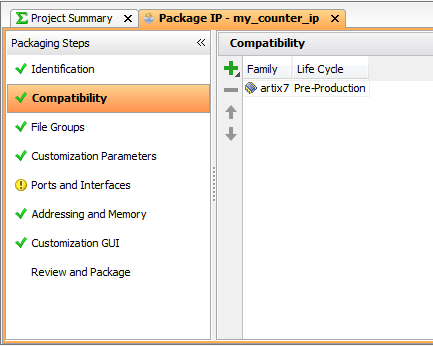 Project Summary
Package IP - my_counter_ip
Packaging Steps
Identification
Compatibility
File Groups
Customization Parameters
Ports and Interfaces
Addressing and Memory
Customization GUI
Review and Package
Compatibility
Family Life Cycle
artix7 Pre-Production